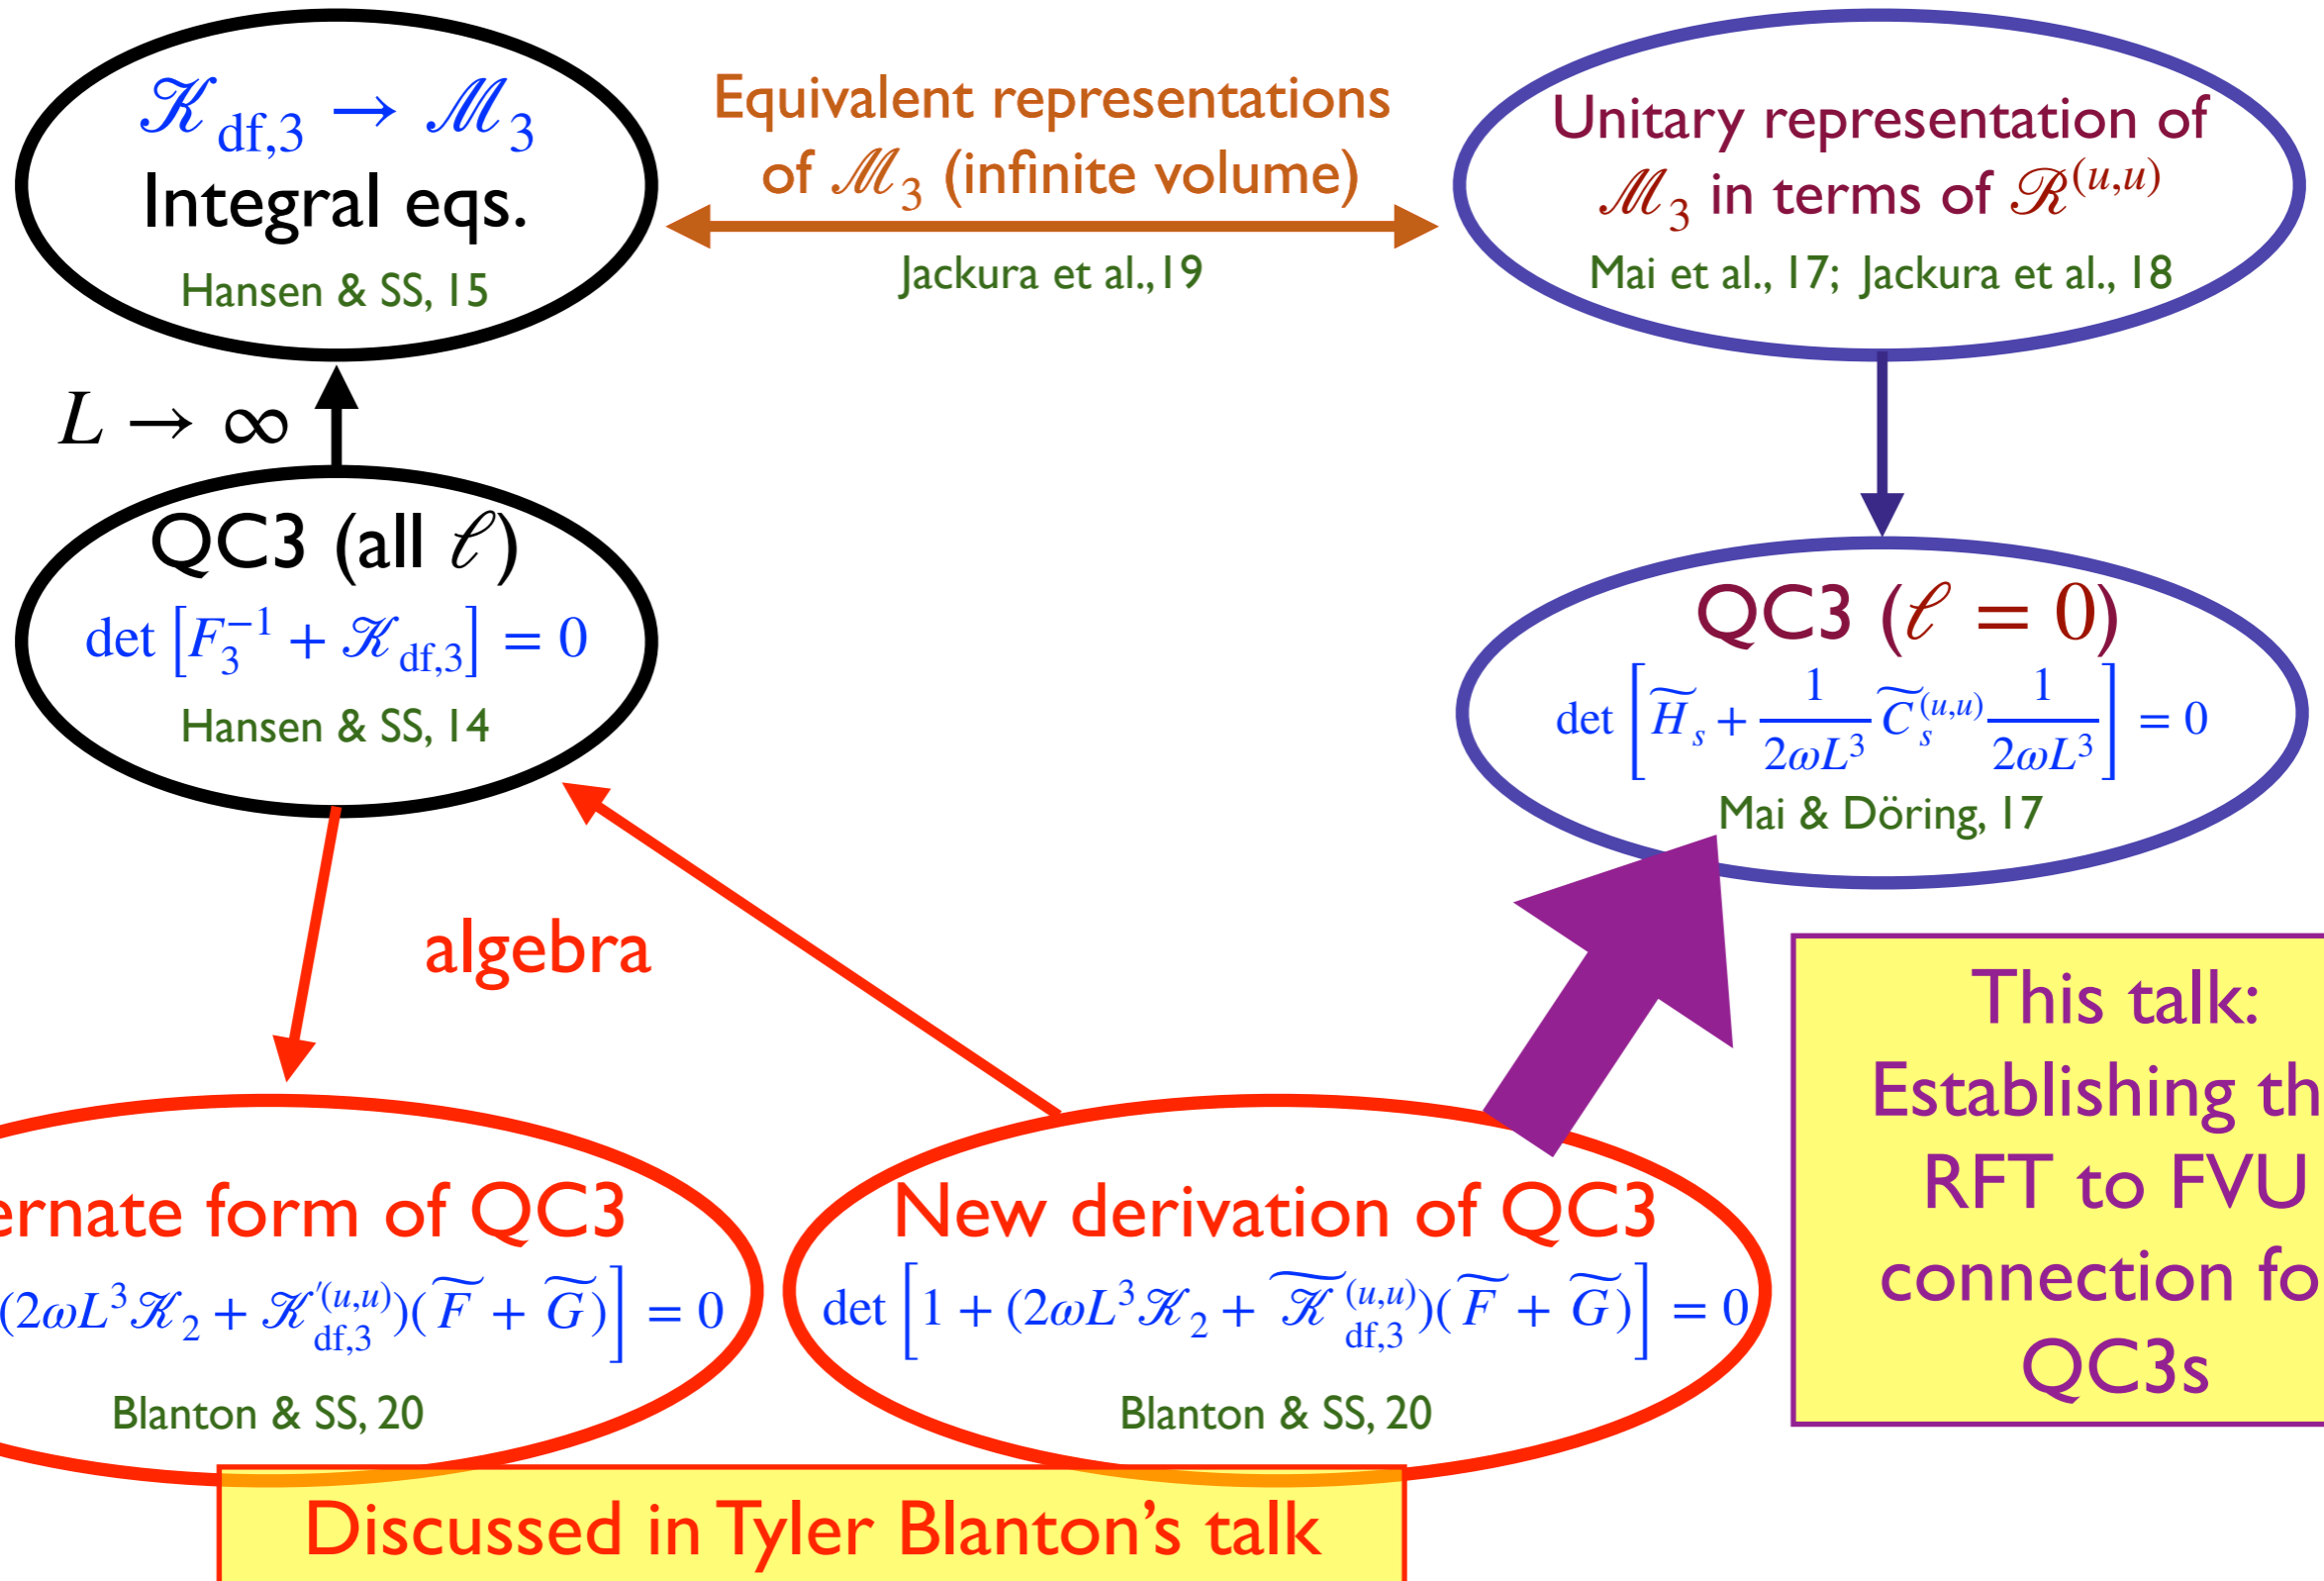 𝒦_df,3 → ℳ_3
Integral eqs.
Hansen & SS, 15
Equivalent representations
of ℳ_3 (infinite volume)
Jackura et al.,19
Unitary representation of
ℳ_3 in terms of ℛ^(u,u)
Mai et al., 17; Jackura et al., 18
L → ∞
QC3 (all ℓ)
det [F_3^{-1} + 𝒦_df,3] = 0
Hansen & SS, 14
QC3 (ℓ = 0)
det [H̃_s + 1/(2ωL^3) C̃_s^(u,u) 1/(2ωL^3)] = 0
Mai & Döring, 17
algebra
This talk:
Establishing th
RFT to FVU
connection fo
QC3s
ernate form of QC3
(2ωL^3 𝒦_2 + 𝒦'^(u,u)_df,3)(F̃ + G̃)] = 0
Blanton & SS, 20
New derivation of QC3
det [1 + (2ωL^3 𝒦_2 + 𝒦̃^(u,u)_df,3)(F̃ + G̃)] = 0
Blanton & SS, 20
Discussed in Tyler Blanton’s talk